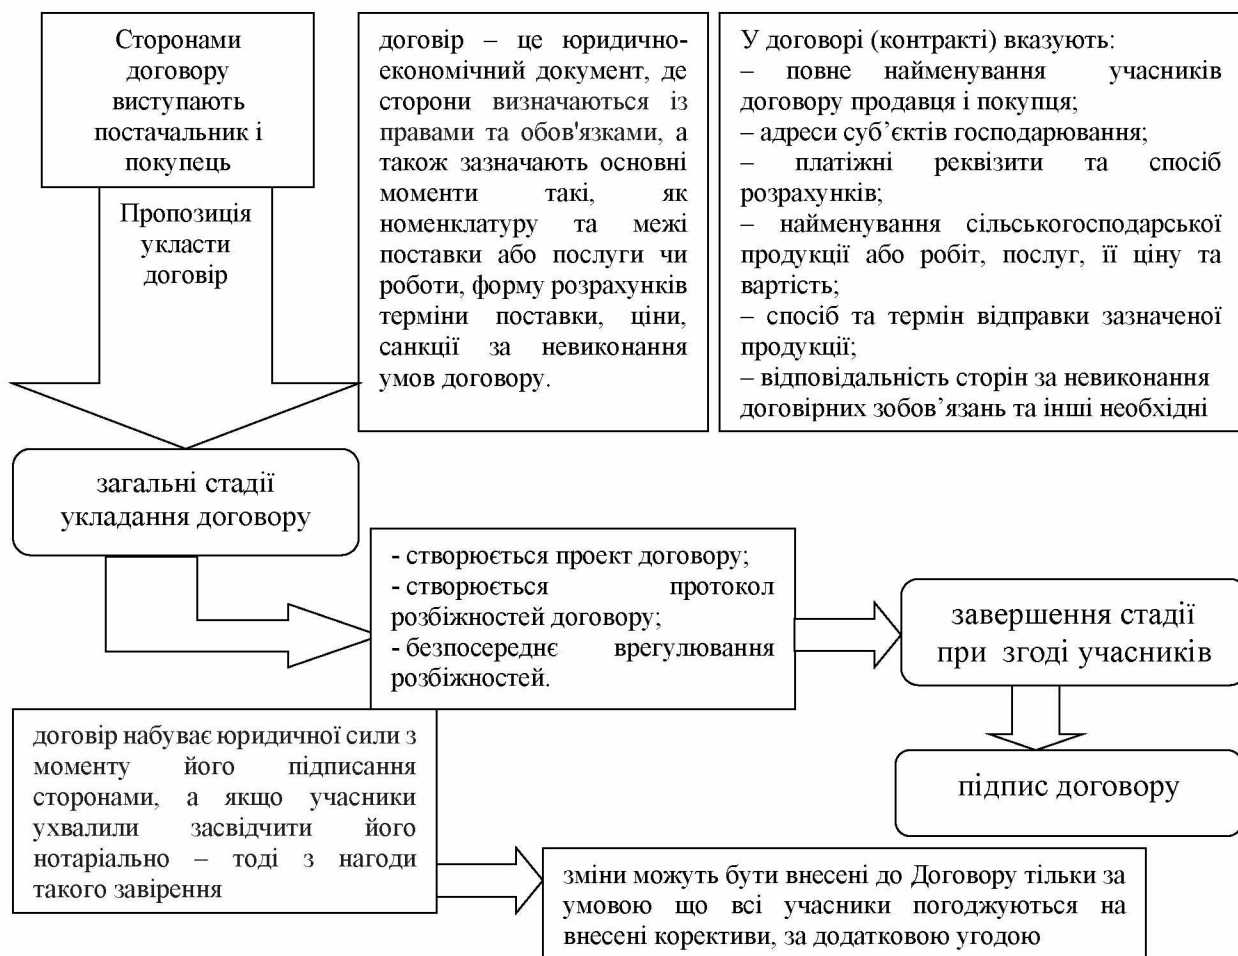 Сторонами
договору
виступають
постачальник і
покупець
Пропозиція
укласти
договір
договір – це юридично-
економічний документ, де
сторони визначаються із
правами та обов'язками, а
також зазначають основні
моменти такі, як
номенклатуру та межі
поставки або послуги чи
роботи, форму розрахунків
терміни поставки, ціни,
санкції за невиконання
умов договору.
У договорі (контракті) вказують:
– повне найменування учасників
договору продавця і покупця;
– адреси суб’єктів господарювання;
– платіжні реквізити та спосіб
розрахунків;
– найменування сільськогосподарської
продукції або робіт, послуг, її ціну та
вартість;
– спосіб та термін відправки зазначеної
продукції;
– відповідальність сторін за невиконання
договірних зобов’язань та інші необхідні
загальні стадії
укладання договору
- створюється проект договору;
- створюється протокол
розбіжностей договору;
- безпосереднє врегулювання
розбіжностей.
завершення стадії
при згоді учасників
підпис договору
договір набуває юридичної сили з
моменту його підписання
сторонами, а якщо учасники
ухвалили засвідчити його
нотаріально – тоді з нагоди
такого завірення
зміни можуть бути внесені до Договору тільки за
умовою що всі учасники погоджуються на
внесені корективи, за додатковою угодою